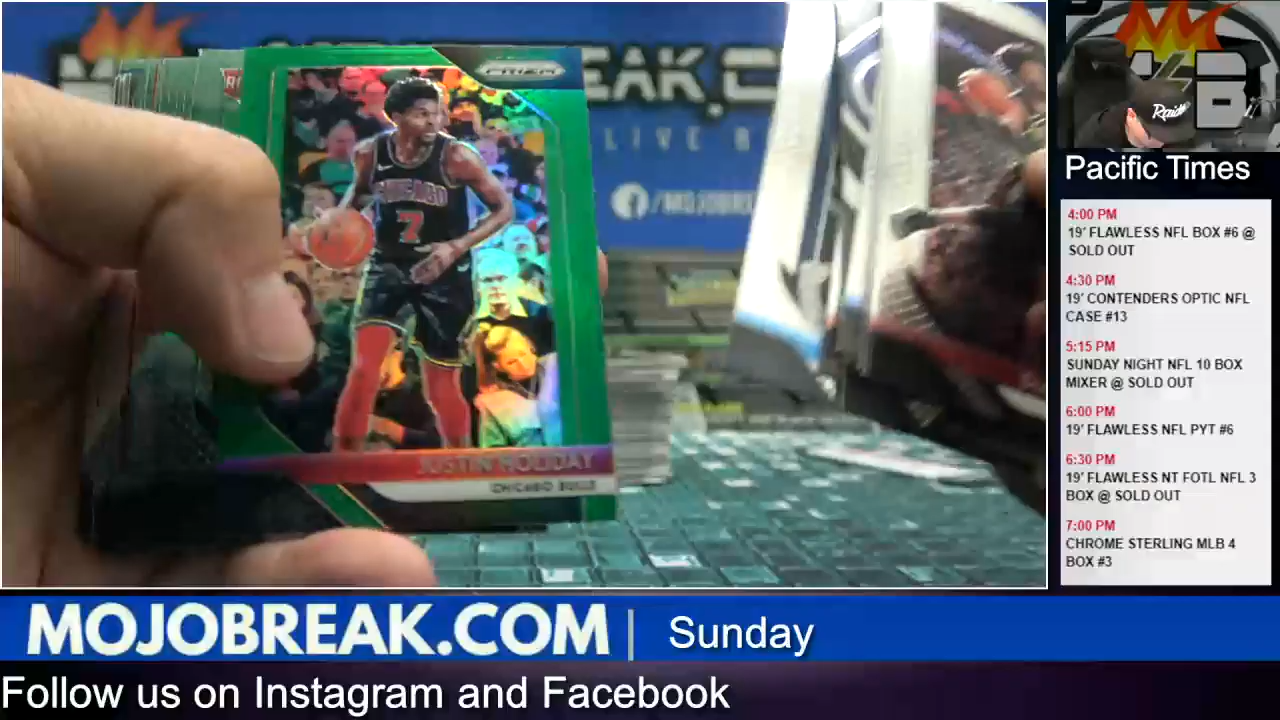 PRIZM
CHICAGO
7
JUSTIN HOLIDAY
CHICAGO BULLS
EAK.C
LIVE B
/MOJOBRE
Raid
B
Pacific Times
4:00 PM
19' FLAWLESS NFL BOX #6 @
SOLD OUT
4:30 PM
19' CONTENDERS OPTIC NFL
CASE #13
5:15 PM
SUNDAY NIGHT NFL 10 BOX
MIXER @ SOLD OUT
6:00 PM
19' FLAWLESS NFL PYT #6
6:30 PM
19' FLAWLESS NT FOTL NFL 3
BOX @ SOLD OUT
7:00 PM
CHROME STERLING MLB 4
BOX #3
MOJOBREAK.COM | Sunday
Follow us on Instagram and Facebook